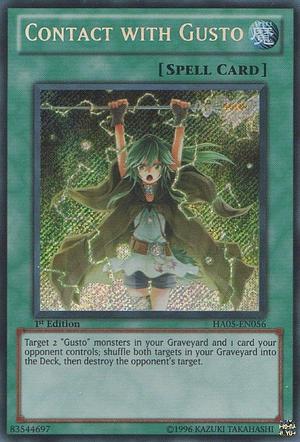 CONTACT WITH GUSTO 魔
[SPELL CARD]
1st Edition HA05-EN056
Target 2 "Gusto" monsters in your Graveyard and 1 card your
opponent controls; shuffle both targets in your Graveyard into
the Deck, then destroy the opponent's target.
83544697 ©1996 KAZUKI TAKAHASHI